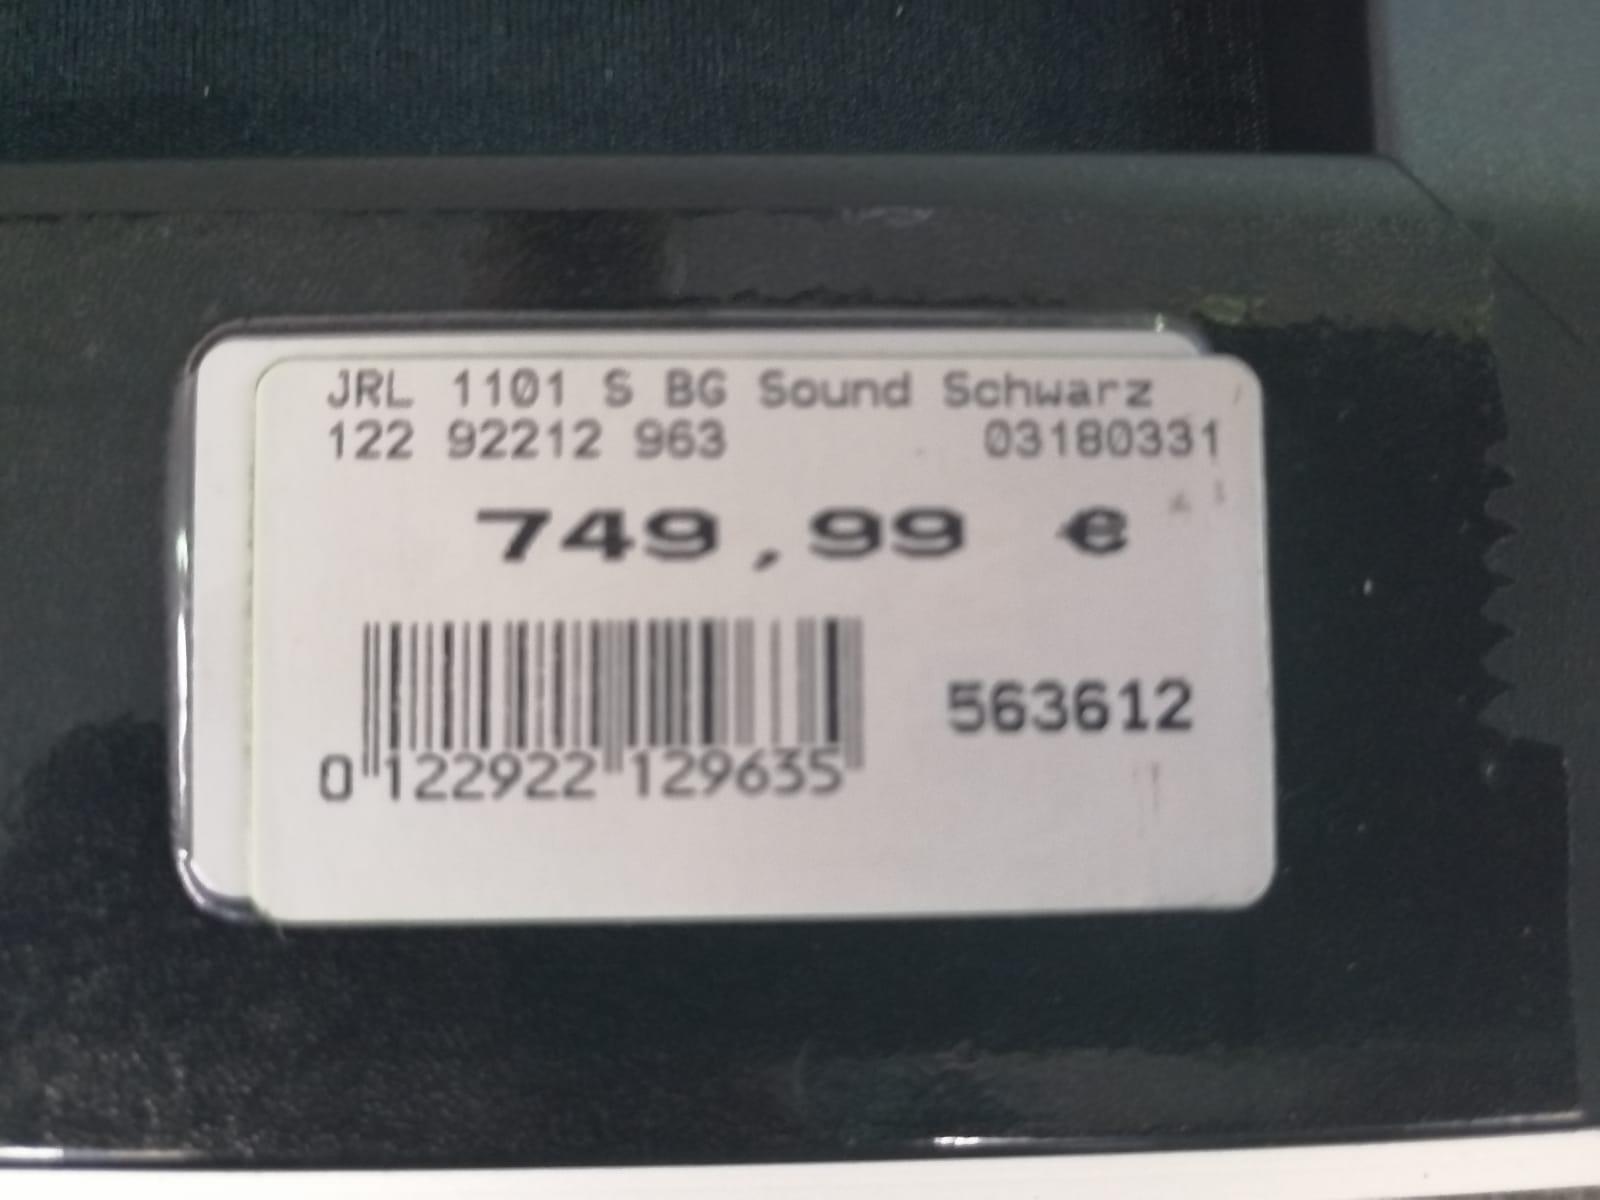 JRL 1101 S BG Sound Schwarz
122 92212 963 03180331
749,99 €
563612
0 122922 129635